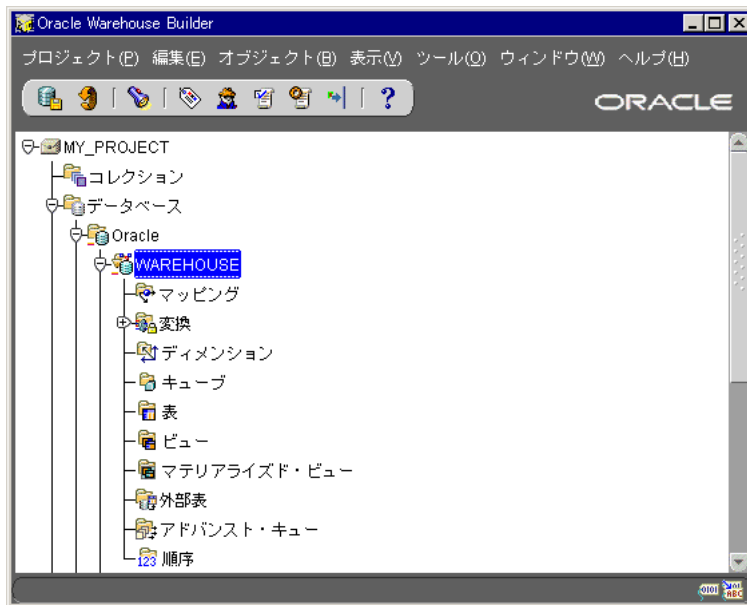 Oracle Warehouse Builder
プロジェクト(P) 編集(E) オブジェクト(B) 表示(V) ツール(O) ウィンドウ(W) ヘルプ(H)
ORACLE
MY_PROJECT
コレクション
データベース
Oracle
WAREHOUSE
マッピング
変換
ディメンション
キューブ
表
ビュー
マテリアライズド・ビュー
外部表
アドバンスト・キュー
123 順序
0101 ABC